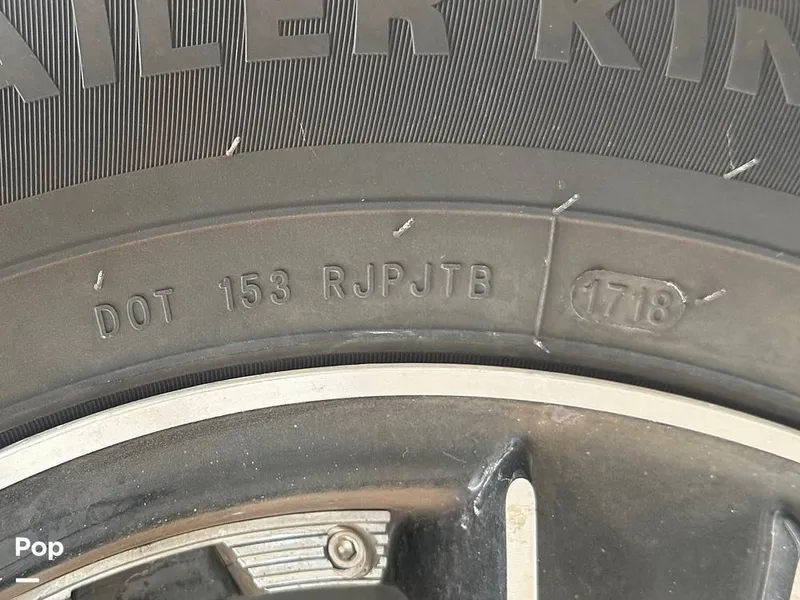 AILER KIN
DOT 153 RJPJTB 1718
Pop